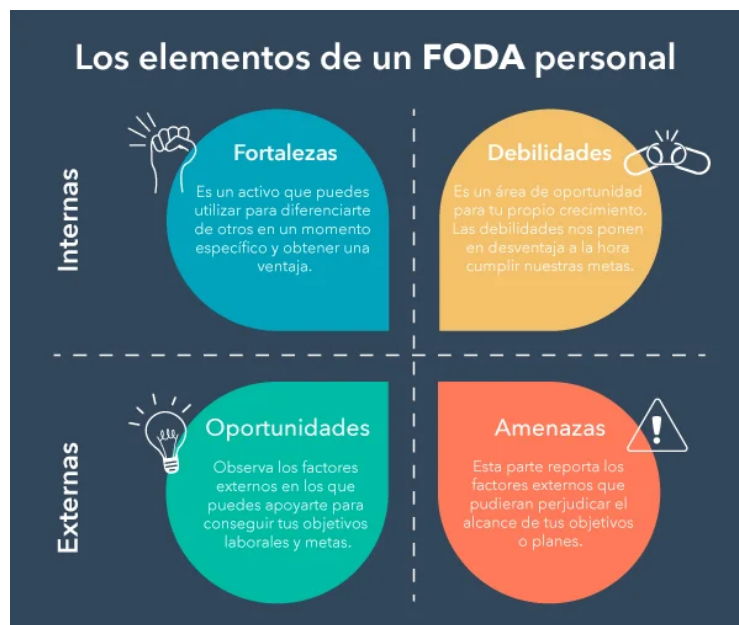 Los elementos de un FODA personal
Internas
Fortalezas
Es un activo que puedes
utilizar para diferenciarte
de otros en un momento
específico y obtener una
ventaja.
Debilidades
Es un área de oportunidad
para tu propio crecimiento.
Las debilidades nos ponen
en desventaja a la hora
cumplir nuestras metas.
Externas
Oportunidades
Observa los factores
externos en los que
puedes apoyarte para
conseguir tus objetivos
laborales y metas.
Amenazas
Esta parte reporta los
factores externos que
pudieran perjudicar el
alcance de tus objetivos
o planes.